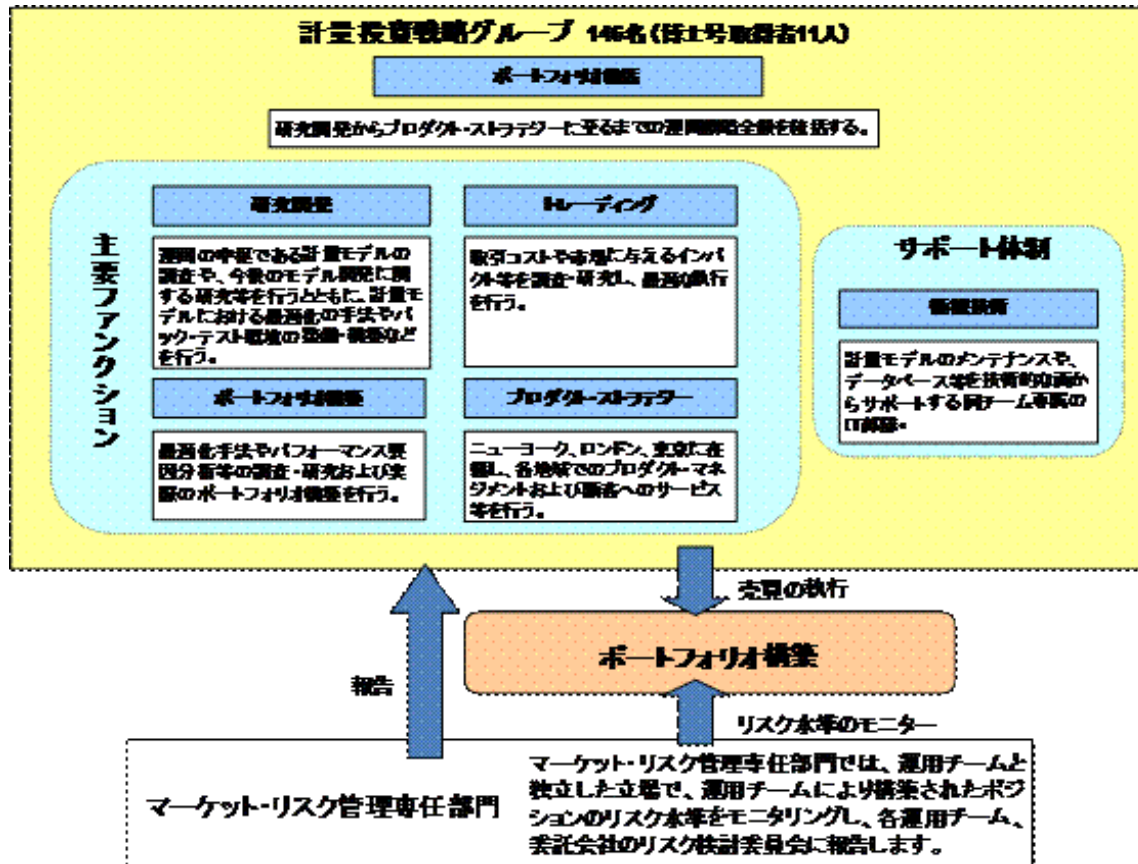 計量投資戦略グループ 146名(博士号取得者11人)
ポートフォリオ構築
研究開発からプロダクト・ストラテジーに至るまでの運用戦略全般を統括する。
主要ファンクション
研究開発
運用の中枢である計量モデルの
調査や、今後のモデル開発に関
する研究等を行うとともに、計量モ
デルにおける最適化の手法やバ
ック・テスト環境の整備・構築など
を行う。
トレーディング
取引コストや市場に与えるインパ
クト等を調査・研究し、最適な執行
を行う。
ポートフォリオ構築
最適化手法やパフォーマンス要
因分析等の調査・研究および実
際のポートフォリオ構築を行う。
プロダクト・ストラテジー
ニューヨーク、ロンドン、東京に在
籍し、各地域でのプロダクト・マネ
ジメントおよび顧客へのサービス
等を行う。
サポート体制
情報技術
計量モデルのメンテナンスや、
データベース等を技術的な面か
らサポートする同チーム専属の
IT部隊。
売買の執行
ポートフォリオ構築
報告
リスク水準のモニター
マーケット・リスク管理専任部門
マーケット・リスク管理専任部門では、運用チームと
独立した立場で、運用チームにより構築されたポジ
ションのリスク水準をモニタリングし、各運用チーム、
委託会社のリスク検討委員会に報告します。